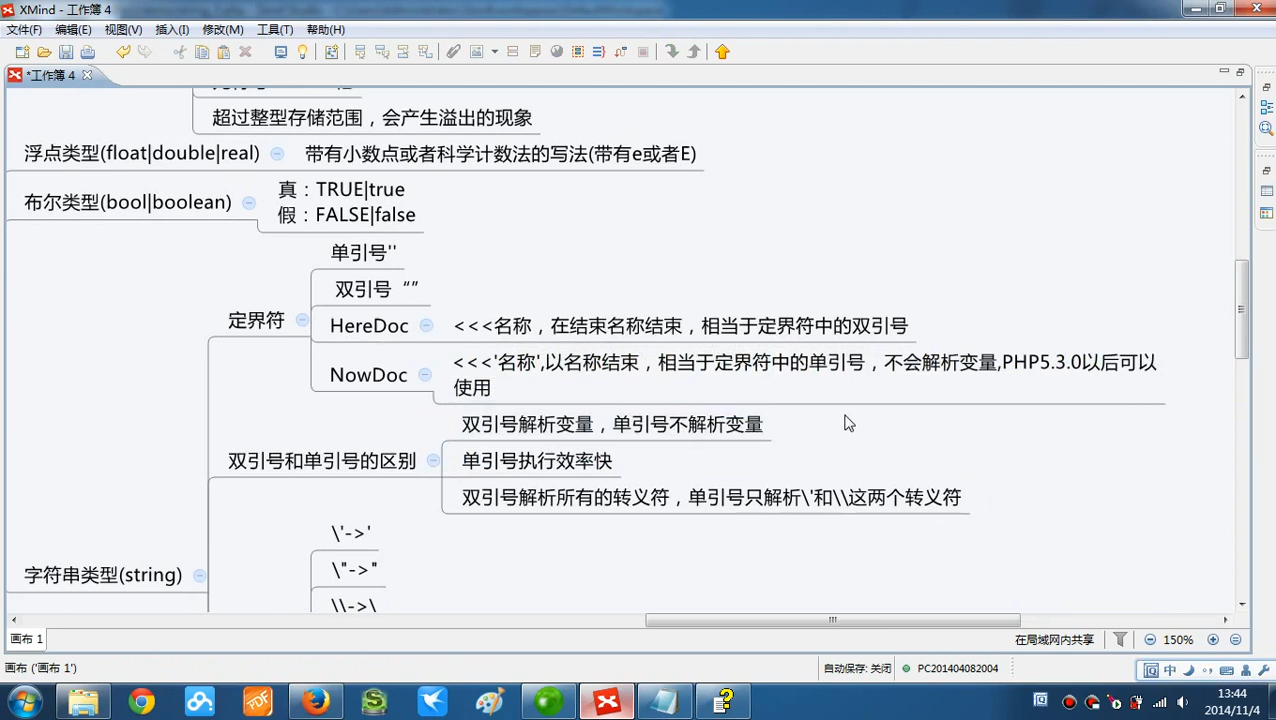 XMind - 工作簿 4
文件(F) 编辑(E) 视图(V) 插入(I) 修改(M) 工具(T) 帮助(H)
*工作簿 4
超过整型存储范围，会产生溢出的现象
浮点类型(float|double|real) 带有小数点或者科学计数法的写法(带有e或者E)
布尔类型(bool|boolean)
真：TRUE|true
假：FALSE|false
单引号''
双引号 “”
定界符
HereDoc <<<名称，在结束名称结束，相当于定界符中的双引号
NowDoc <<<'名称',以名称结束，相当于定界符中的单引号，不会解析变量,PHP5.3.0以后可以
使用
双引号解析变量，单引号不解析变量
双引号和单引号的区别 单引号执行效率快
双引号解析所有的转义符，单引号只解析\'和\\这两个转义符
\'->'
\"->"
字符串类型(string)
\\->\
画布 1
在局域网内共享 150%
画布 ('画布 1')
自动保存: 关闭 PC201404082004
中
PDF
13:44
2014/11/4